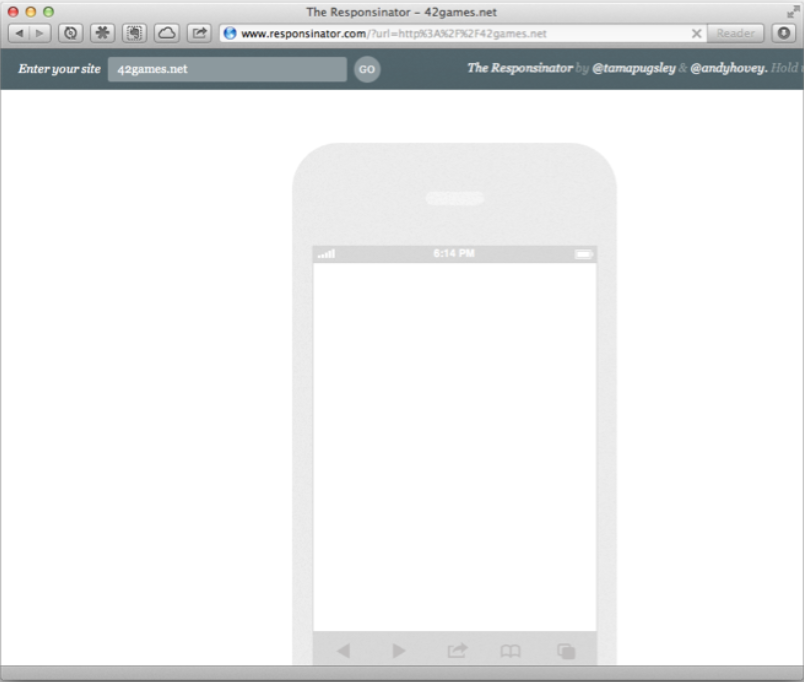 The Responsinator – 42games.net
www.responsinator.com/?url=http%3A%2F%2F42games.net
Reader
Enter your site 42games.net GO The Responsinator by @tamapugsley & @andyhovey. Hold
6:14 PM